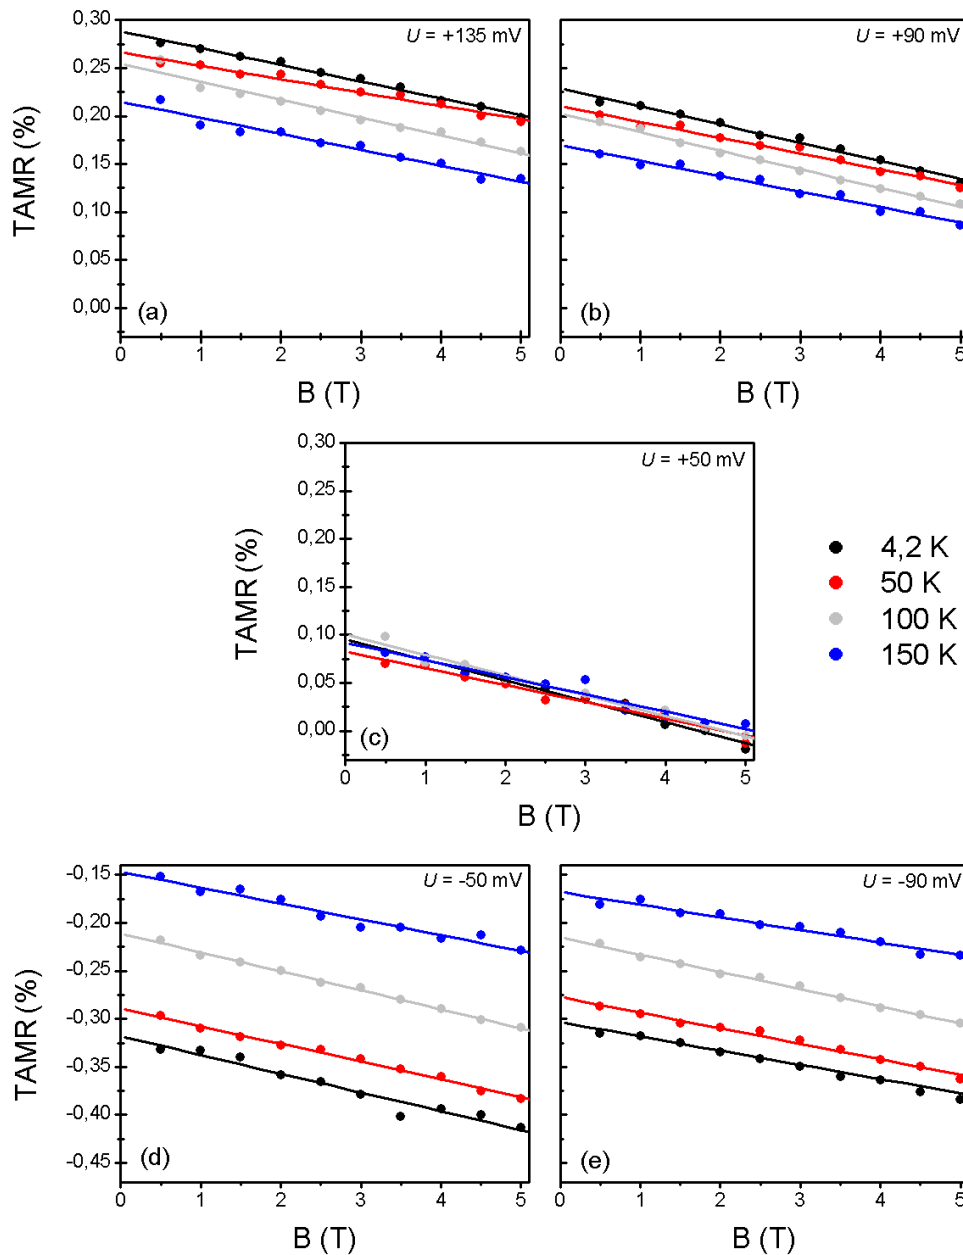 U = +135 mV
TAMR (%)
0,30
0,25
0,20
0,15
0,10
0,05
0,00
(a)
0 1 2 3 4 5
B (T)
U = +90 mV
(b)
0 1 2 3 4 5
B (T)
U = +50 mV
TAMR (%)
0,30
0,25
0,20
0,15
0,10
0,05
0,00
(c)
0 1 2 3 4 5
B (T)
4,2 K
50 K
100 K
150 K
U = -50 mV
TAMR (%)
-0,15
-0,20
-0,25
-0,30
-0,35
-0,40
-0,45
(d)
0 1 2 3 4 5
B (T)
U = -90 mV
(e)
0 1 2 3 4 5
B (T)